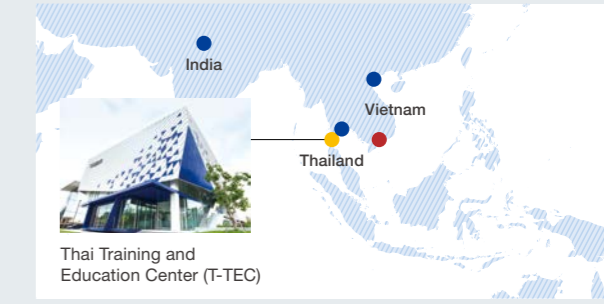 India
Vietnam
Thailand
Thai Training and
Education Center (T-TEC)